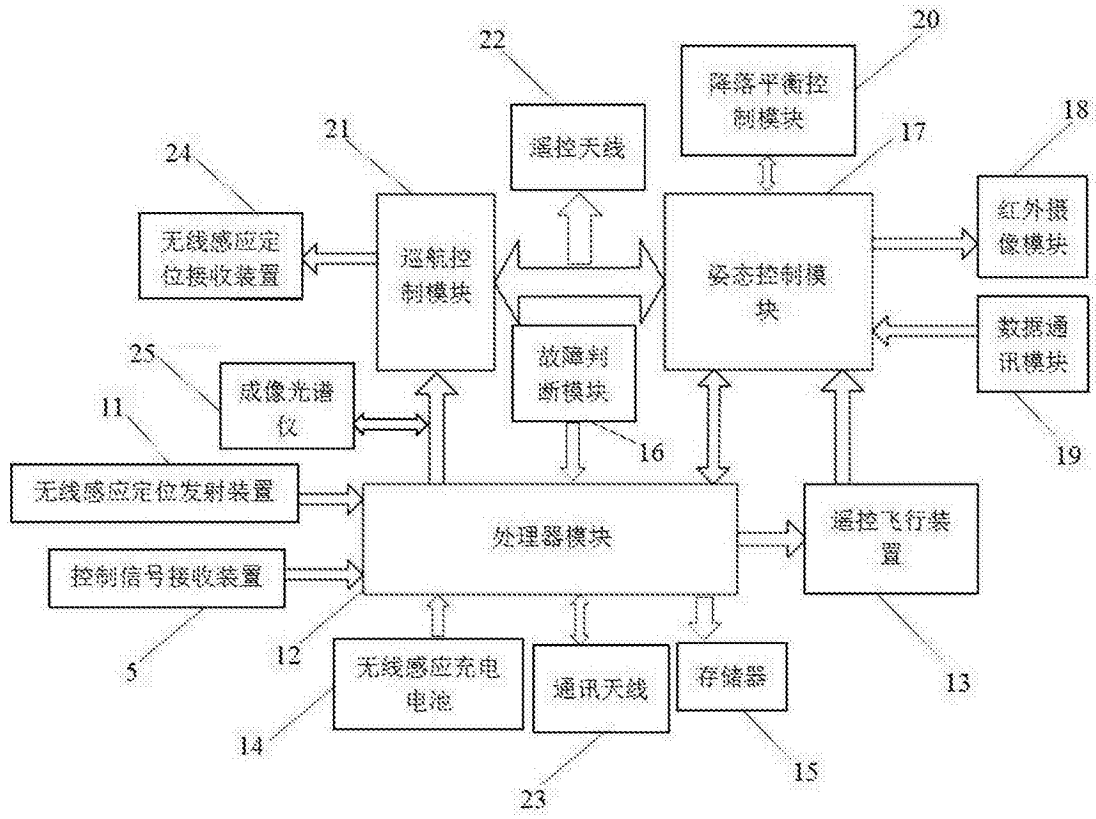 20
22
降落平衡控
制模块
18
21
遥控天线
17
24
红外摄
像模块
无线感应定
位接收装置
巡航控
制模块
姿态控制模
块
数据通
讯模块
25
故障判
断模块
成像光谱
仪
11
16
19
无线感应定位发射装置
处理器模块
遥控飞行装
置
控制信号接收装置
12
5
无线感应充电
电池
通讯天线
存储器
13
14
15
23